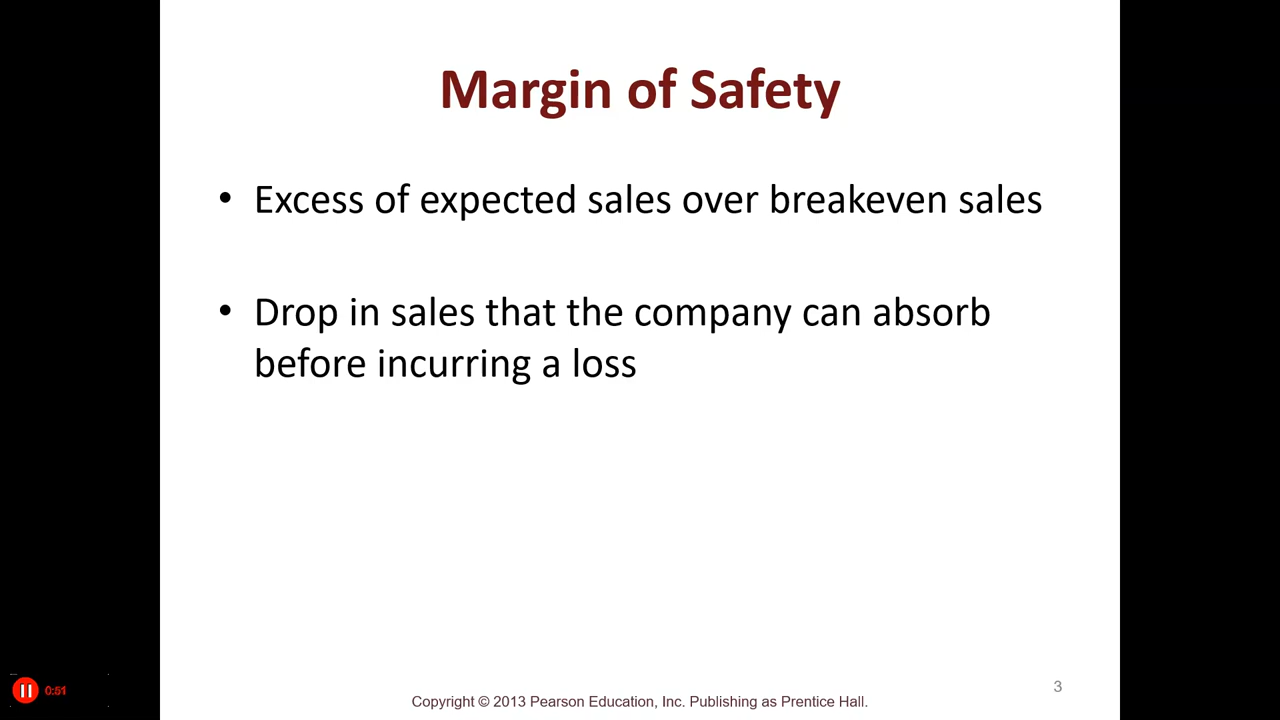 Margin of Safety
• Excess of expected sales over breakeven sales
• Drop in sales that the company can absorb
before incurring a loss
3
0:51
Copyright © 2013 Pearson Education, Inc. Publishing as Prentice Hall.